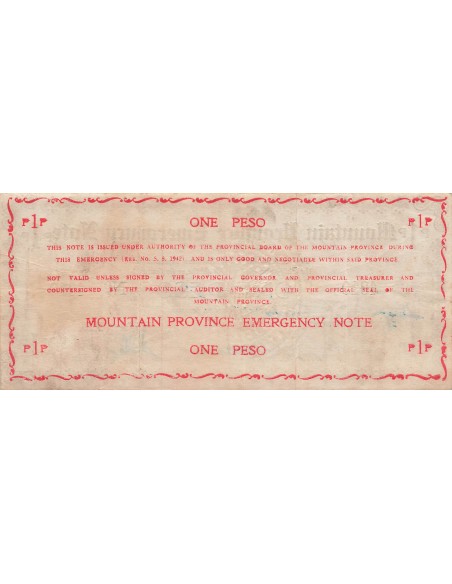 ₱1₱ ONE PESO ₱1₱
THIS NOTE IS ISSUED UNDER AUTHORITY OF THE PROVINCIAL BOARD OF THE MOUNTAIN PROVINCE DURING
THIS EMERGENCY (RES. NO. 3, S. 1942) AND IS ONLY GOOD AND NEGOTIABLE WITHIN SAID PROVINCE
NOT VALID UNLESS SIGNED BY THE PROVINCIAL GOVERNOR AND PROVINCIAL TREASURER AND
COUNTERSIGNED BY THE PROVINCIAL AUDITOR AND SEALED WITH THE OFFICIAL SEAL OF THE
MOUNTAIN PROVINCE.
MOUNTAIN PROVINCE EMERGENCY NOTE
₱1₱ ONE PESO ₱1₱